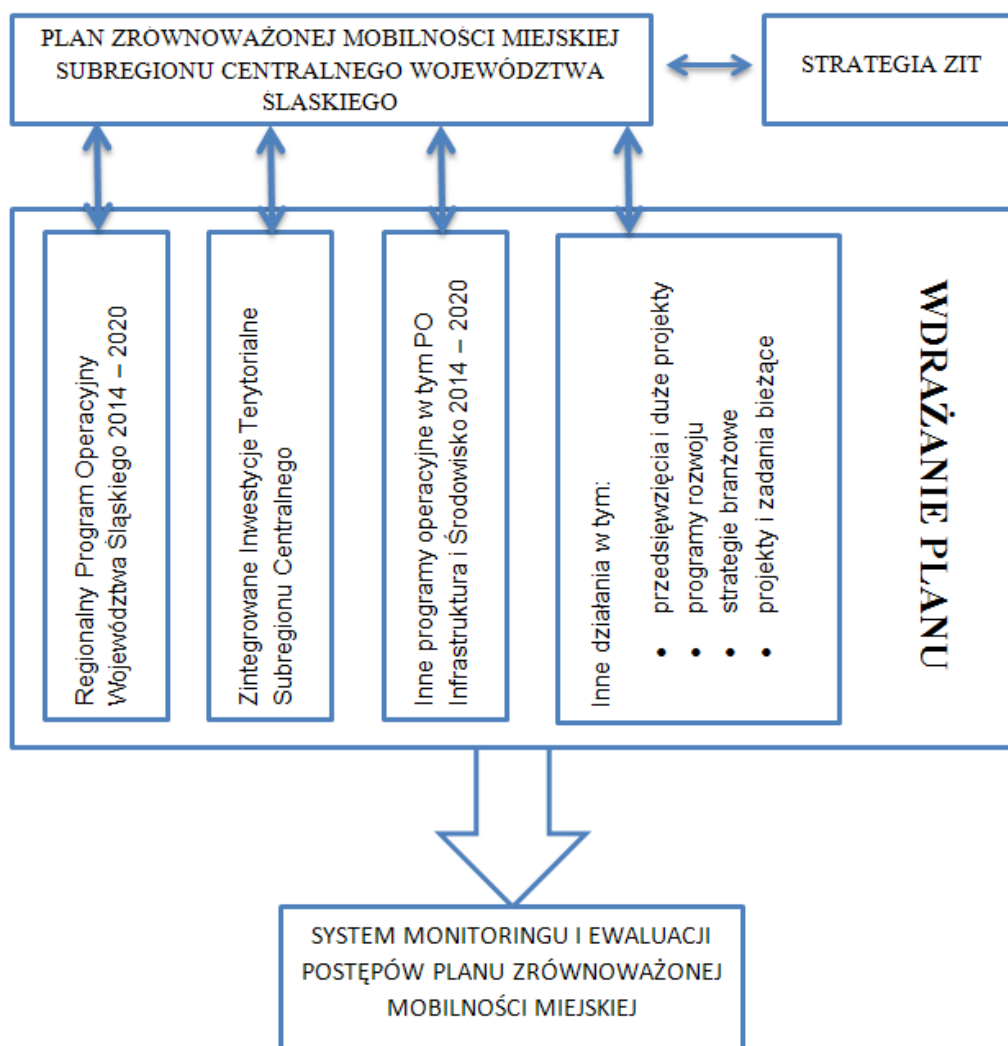 PLAN ZRÓWNOWAŻONEJ MOBILNOŚCI MIEJSKIEJ
SUBREGIONU CENTRALNEGO WOJEWÓDZTWA
ŚLĄSKIEGO
STRATEGIA ZIT
Regionalny Program Operacyjny
Województwa Śląskiego 2014 – 2020
Zintegrowane Inwestycje Terytorialne
Subregionu Centralnego
Inne programy operacyjne w tym PO
Infrastruktura i Środowisko 2014 – 2020
Inne działania w tym:
• przedsięwzięcia i duże projekty
• programy rozwoju
• strategie branżowe
• projekty i zadania bieżące
WDRAŻANIE PLANU
SYSTEM MONITORINGU I EWALUACJI
POSTĘPÓW PLANU ZRÓWNOWAŻONEJ
MOBILNOŚCI MIEJSKIEJ